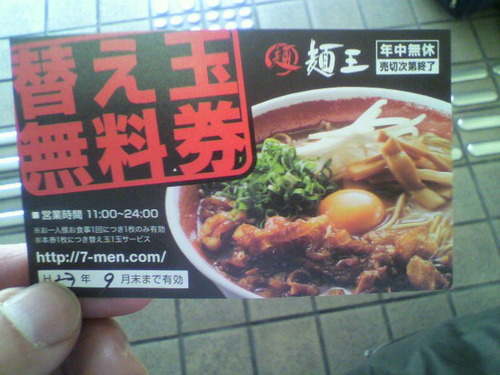 替え玉
無料券
麺 麺王
年中無休
売切次第終了
■営業時間 11:00~24:00
※お一人様お食事1回につき1枚のみ有効
※本券1枚につき替え玉1玉サービス
http://7-men.com/
年 9 月末まで有効